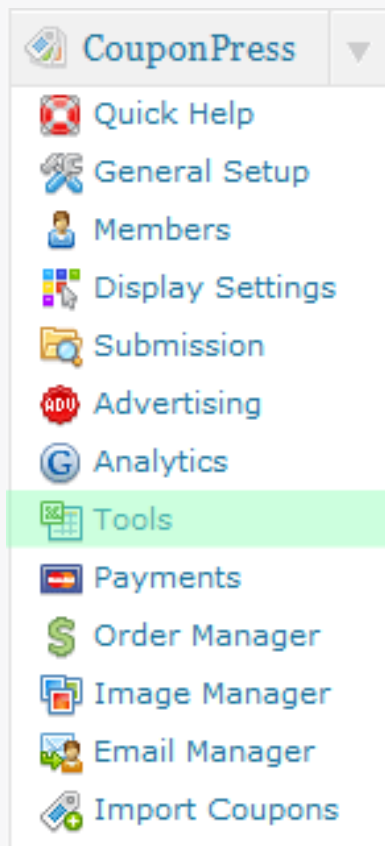 CouponPress
Quick Help
General Setup
Members
Display Settings
Submission
ADV Advertising
G Analytics
Tools
Payments
$ Order Manager
Image Manager
Email Manager
Import Coupons